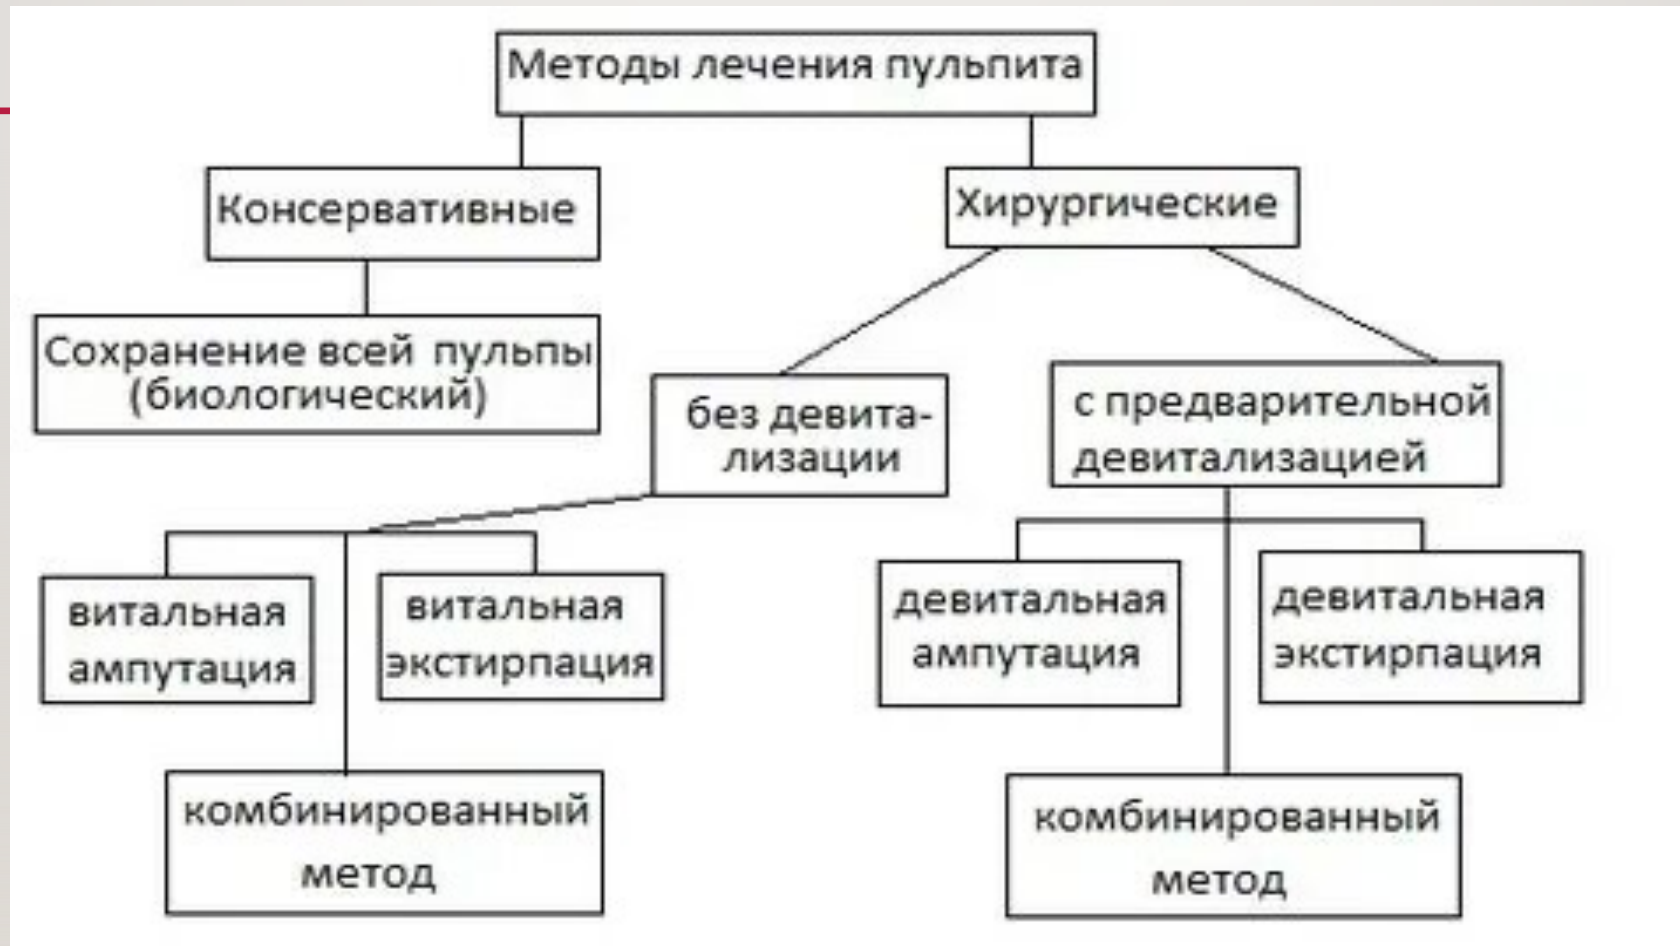 Методы лечения пульпита
Консервативные
Хирургические
Сохранение всей пульпы
(биологический)
без девита-
лизации
с предварительной
девитализацией
витальная
ампутация
витальная
экстирпация
девитальная
ампутация
девитальная
экстирпация
комбинированный
метод
комбинированный
метод